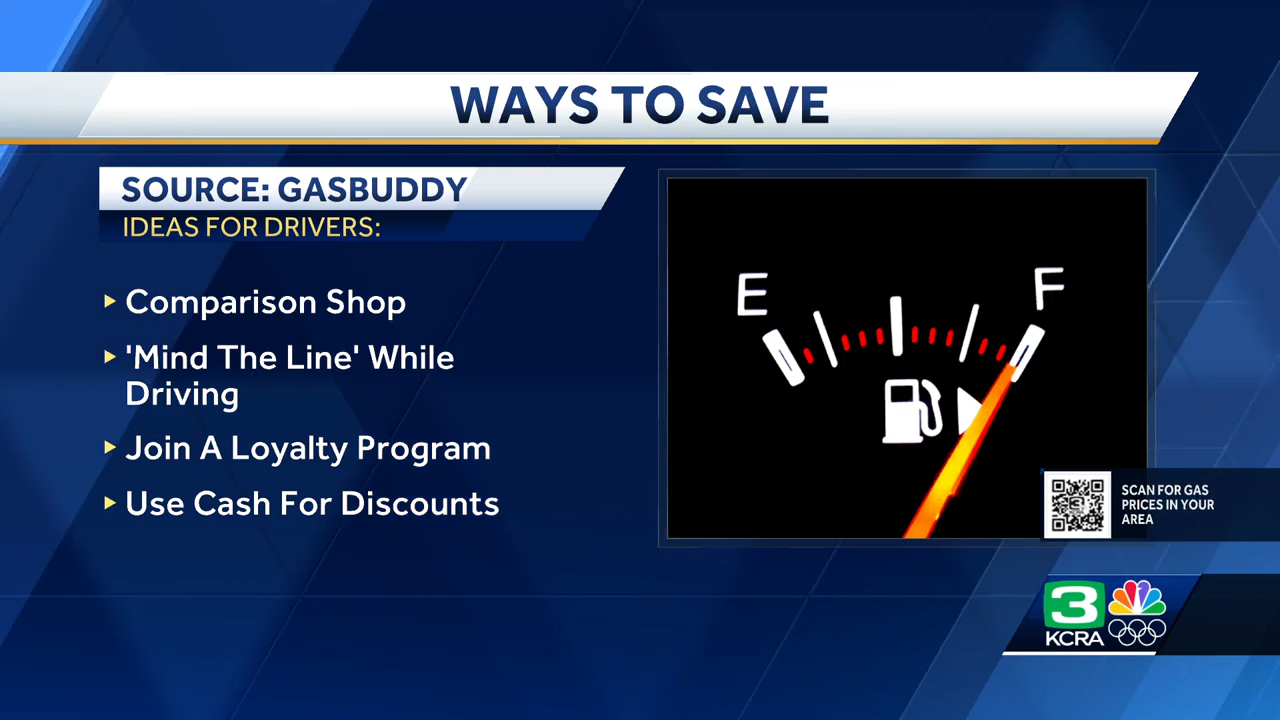 WAYS TO SAVE
SOURCE: GASBUDDY
IDEAS FOR DRIVERS:
Comparison Shop
'Mind The Line' While
Driving
Join A Loyalty Program
Use Cash For Discounts
E
F
SCAN FOR GAS
PRICES IN YOUR
AREA
3
KCRA